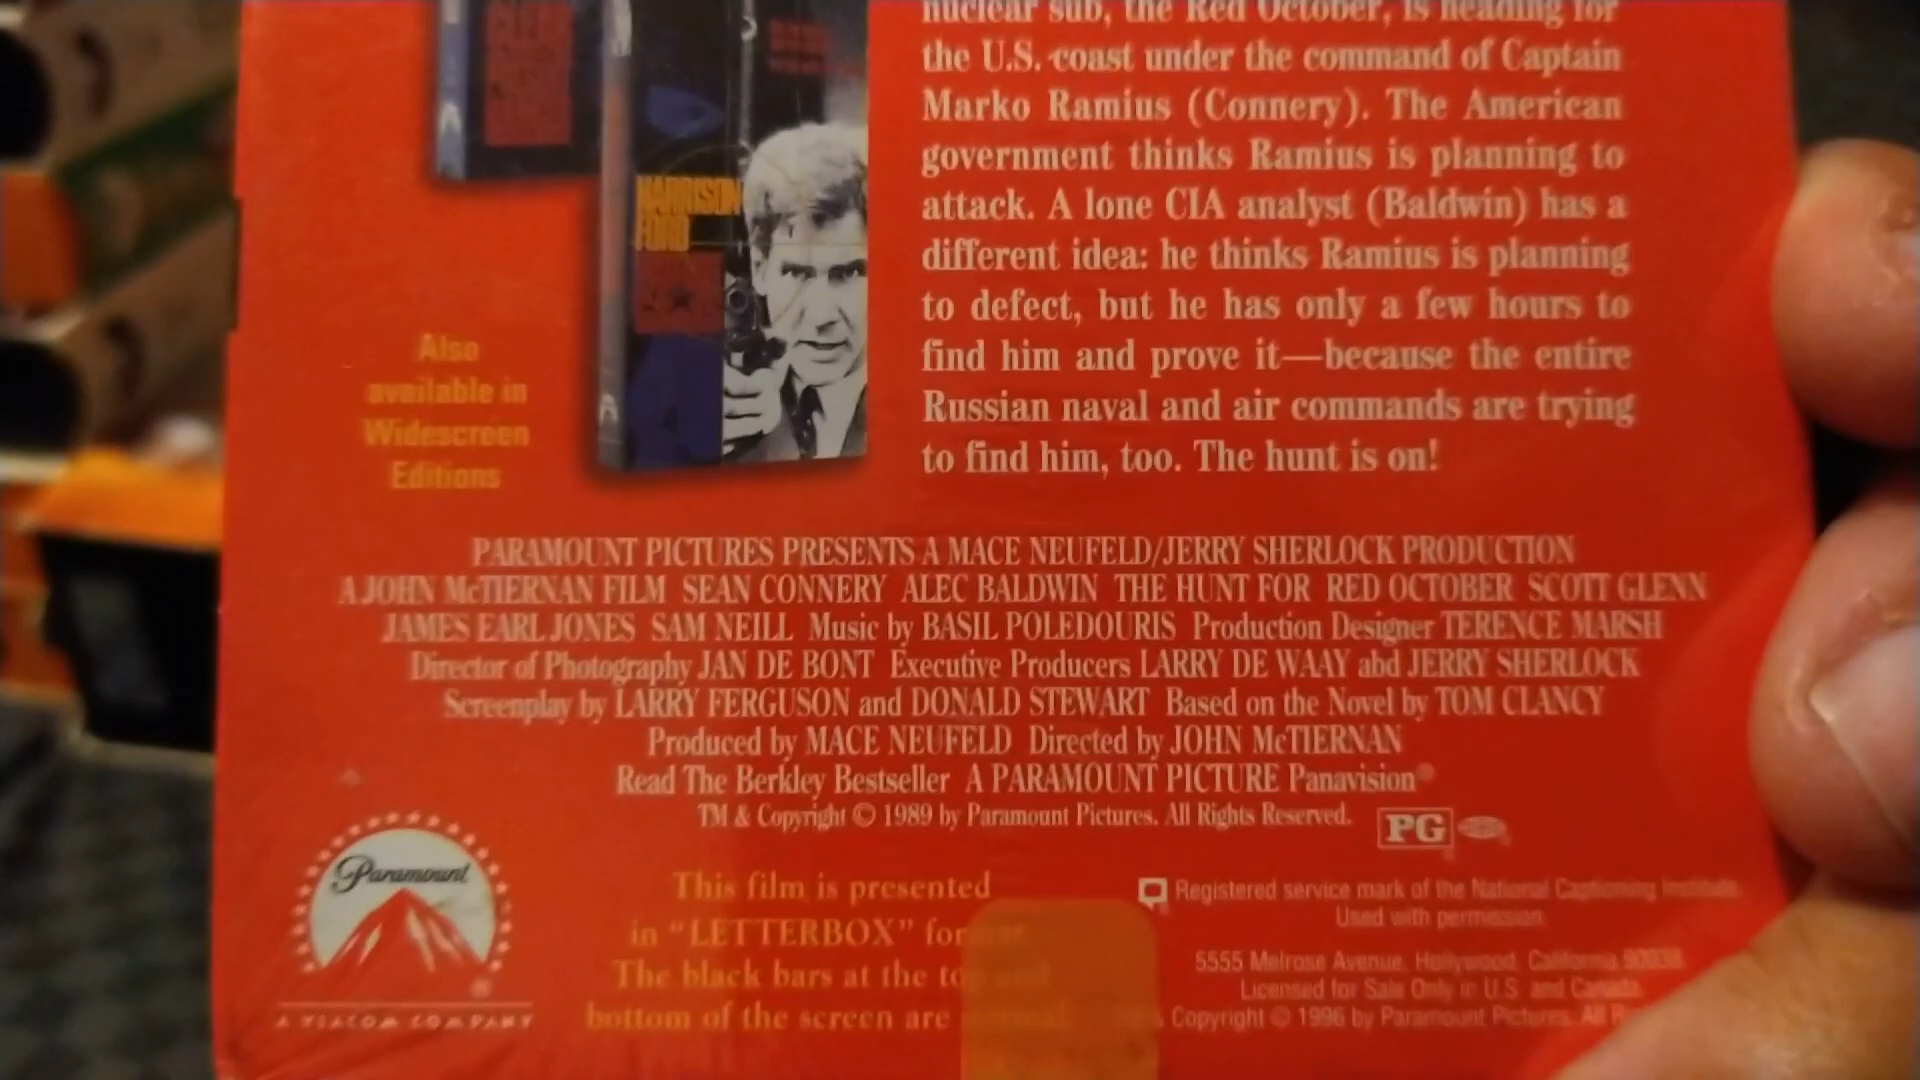 nuclear sub, the Red October, is heading for
the U.S. coast under the command of Captain
Marko Ramius (Connery). The American
government thinks Ramius is planning to
attack. A lone CIA analyst (Baldwin) has a
different idea: he thinks Ramius is planning
to defect, but he has only a few hours to
find him and prove it—because the entire
Russian naval and air commands are trying
to find him, too. The hunt is on!
HARRISON
FORD
Also
available in
Widescreen
Editions
PARAMOUNT PICTURES PRESENTS A MACE NEUFELD/JERRY SHERLOCK PRODUCTION
A JOHN McTIERNAN FILM SEAN CONNERY ALEC BALDWIN THE HUNT FOR RED OCTOBER SCOTT GLENN
JAMES EARL JONES SAM NEILL Music by BASIL POLEDOURIS Production Designer TERENCE MARSH
Director of Photography JAN DE BONT Executive Producers LARRY DE WAAY abd JERRY SHERLOCK
Screenplay by LARRY FERGUSON and DONALD STEWART Based on the Novel by TOM CLANCY
Produced by MACE NEUFELD Directed by JOHN McTIERNAN
Read The Berkley Bestseller A PARAMOUNT PICTURE Panavision®
TM & Copyright © 1989 by Paramount Pictures. All Rights Reserved.
PG
Paramount
®
A VIACOM COMPANY
This film is presented
in "LETTERBOX" format.
The black bars at the top and
bottom of the screen are normal.
Registered service mark of the National Captioning Institute.
Used with permission.
5555 Melrose Avenue, Hollywood, California 90038
Licensed for Sale Only in U.S. and Canada.
Copyright © 1996 by Paramount Pictures. All